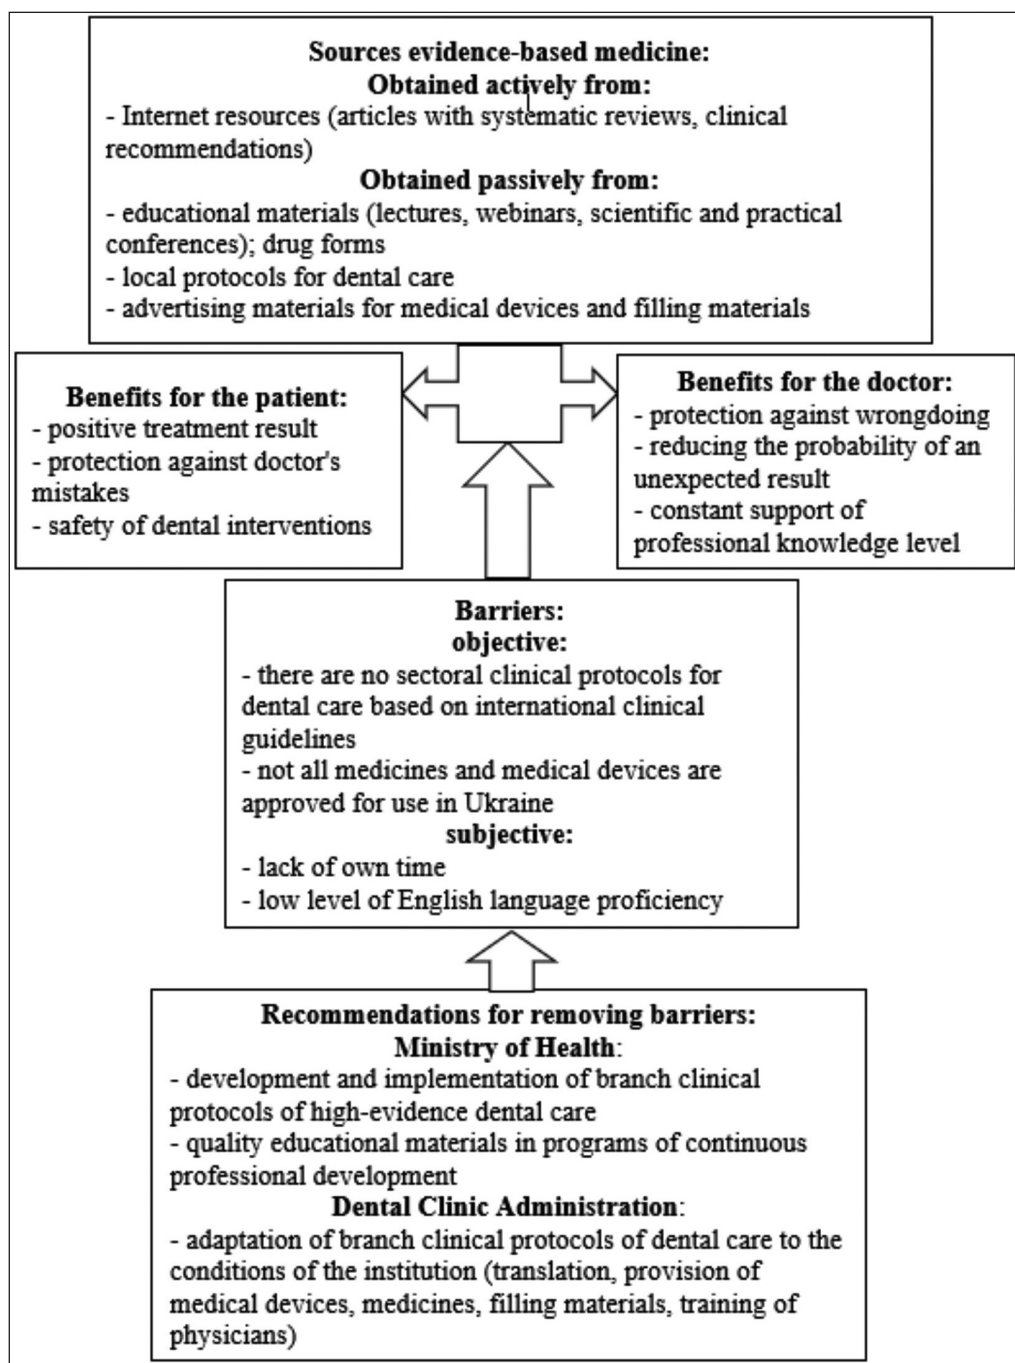 Sources evidence-based medicine:
Obtained actively from:
- Internet resources (articles with systematic reviews, clinical
recommendations)
Obtained passively from:
- educational materials (lectures, webinars, scientific and practical
conferences); drug forms
- local protocols for dental care
- advertising materials for medical devices and filling materials
Benefits for the patient:
- positive treatment result
- protection against doctor's
mistakes
- safety of dental interventions
Benefits for the doctor:
- protection against wrongdoing
- reducing the probability of an
unexpected result
- constant support of
professional knowledge level
Barriers:
objective:
- there are no sectoral clinical protocols for
dental care based on international clinical
guidelines
- not all medicines and medical devices are
approved for use in Ukraine
subjective:
- lack of own time
- low level of English language proficiency
Recommendations for removing barriers:
Ministry of Health:
- development and implementation of branch clinical
protocols of high-evidence dental care
- quality educational materials in programs of continuous
professional development
Dental Clinic Administration:
- adaptation of branch clinical protocols of dental care to the
conditions of the institution (translation, provision of
medical devices, medicines, filling materials, training of
physicians)